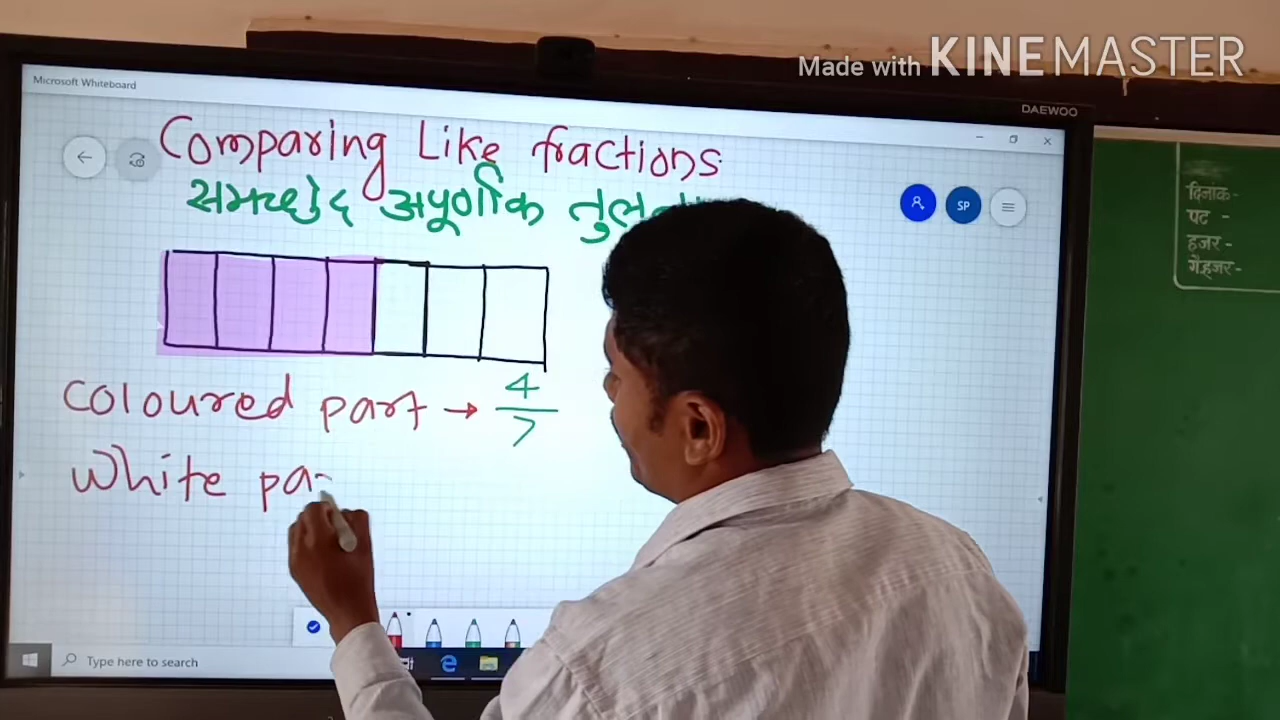 Made with KINEMASTER
Microsoft Whiteboard
DAEWOO
Comparing Like fractions
समच्छेद अपूर्णांक
SP
दिनांक-
पट -
हजर -
गैरहजर-
coloured part → 4/7
White pa
Type here to search